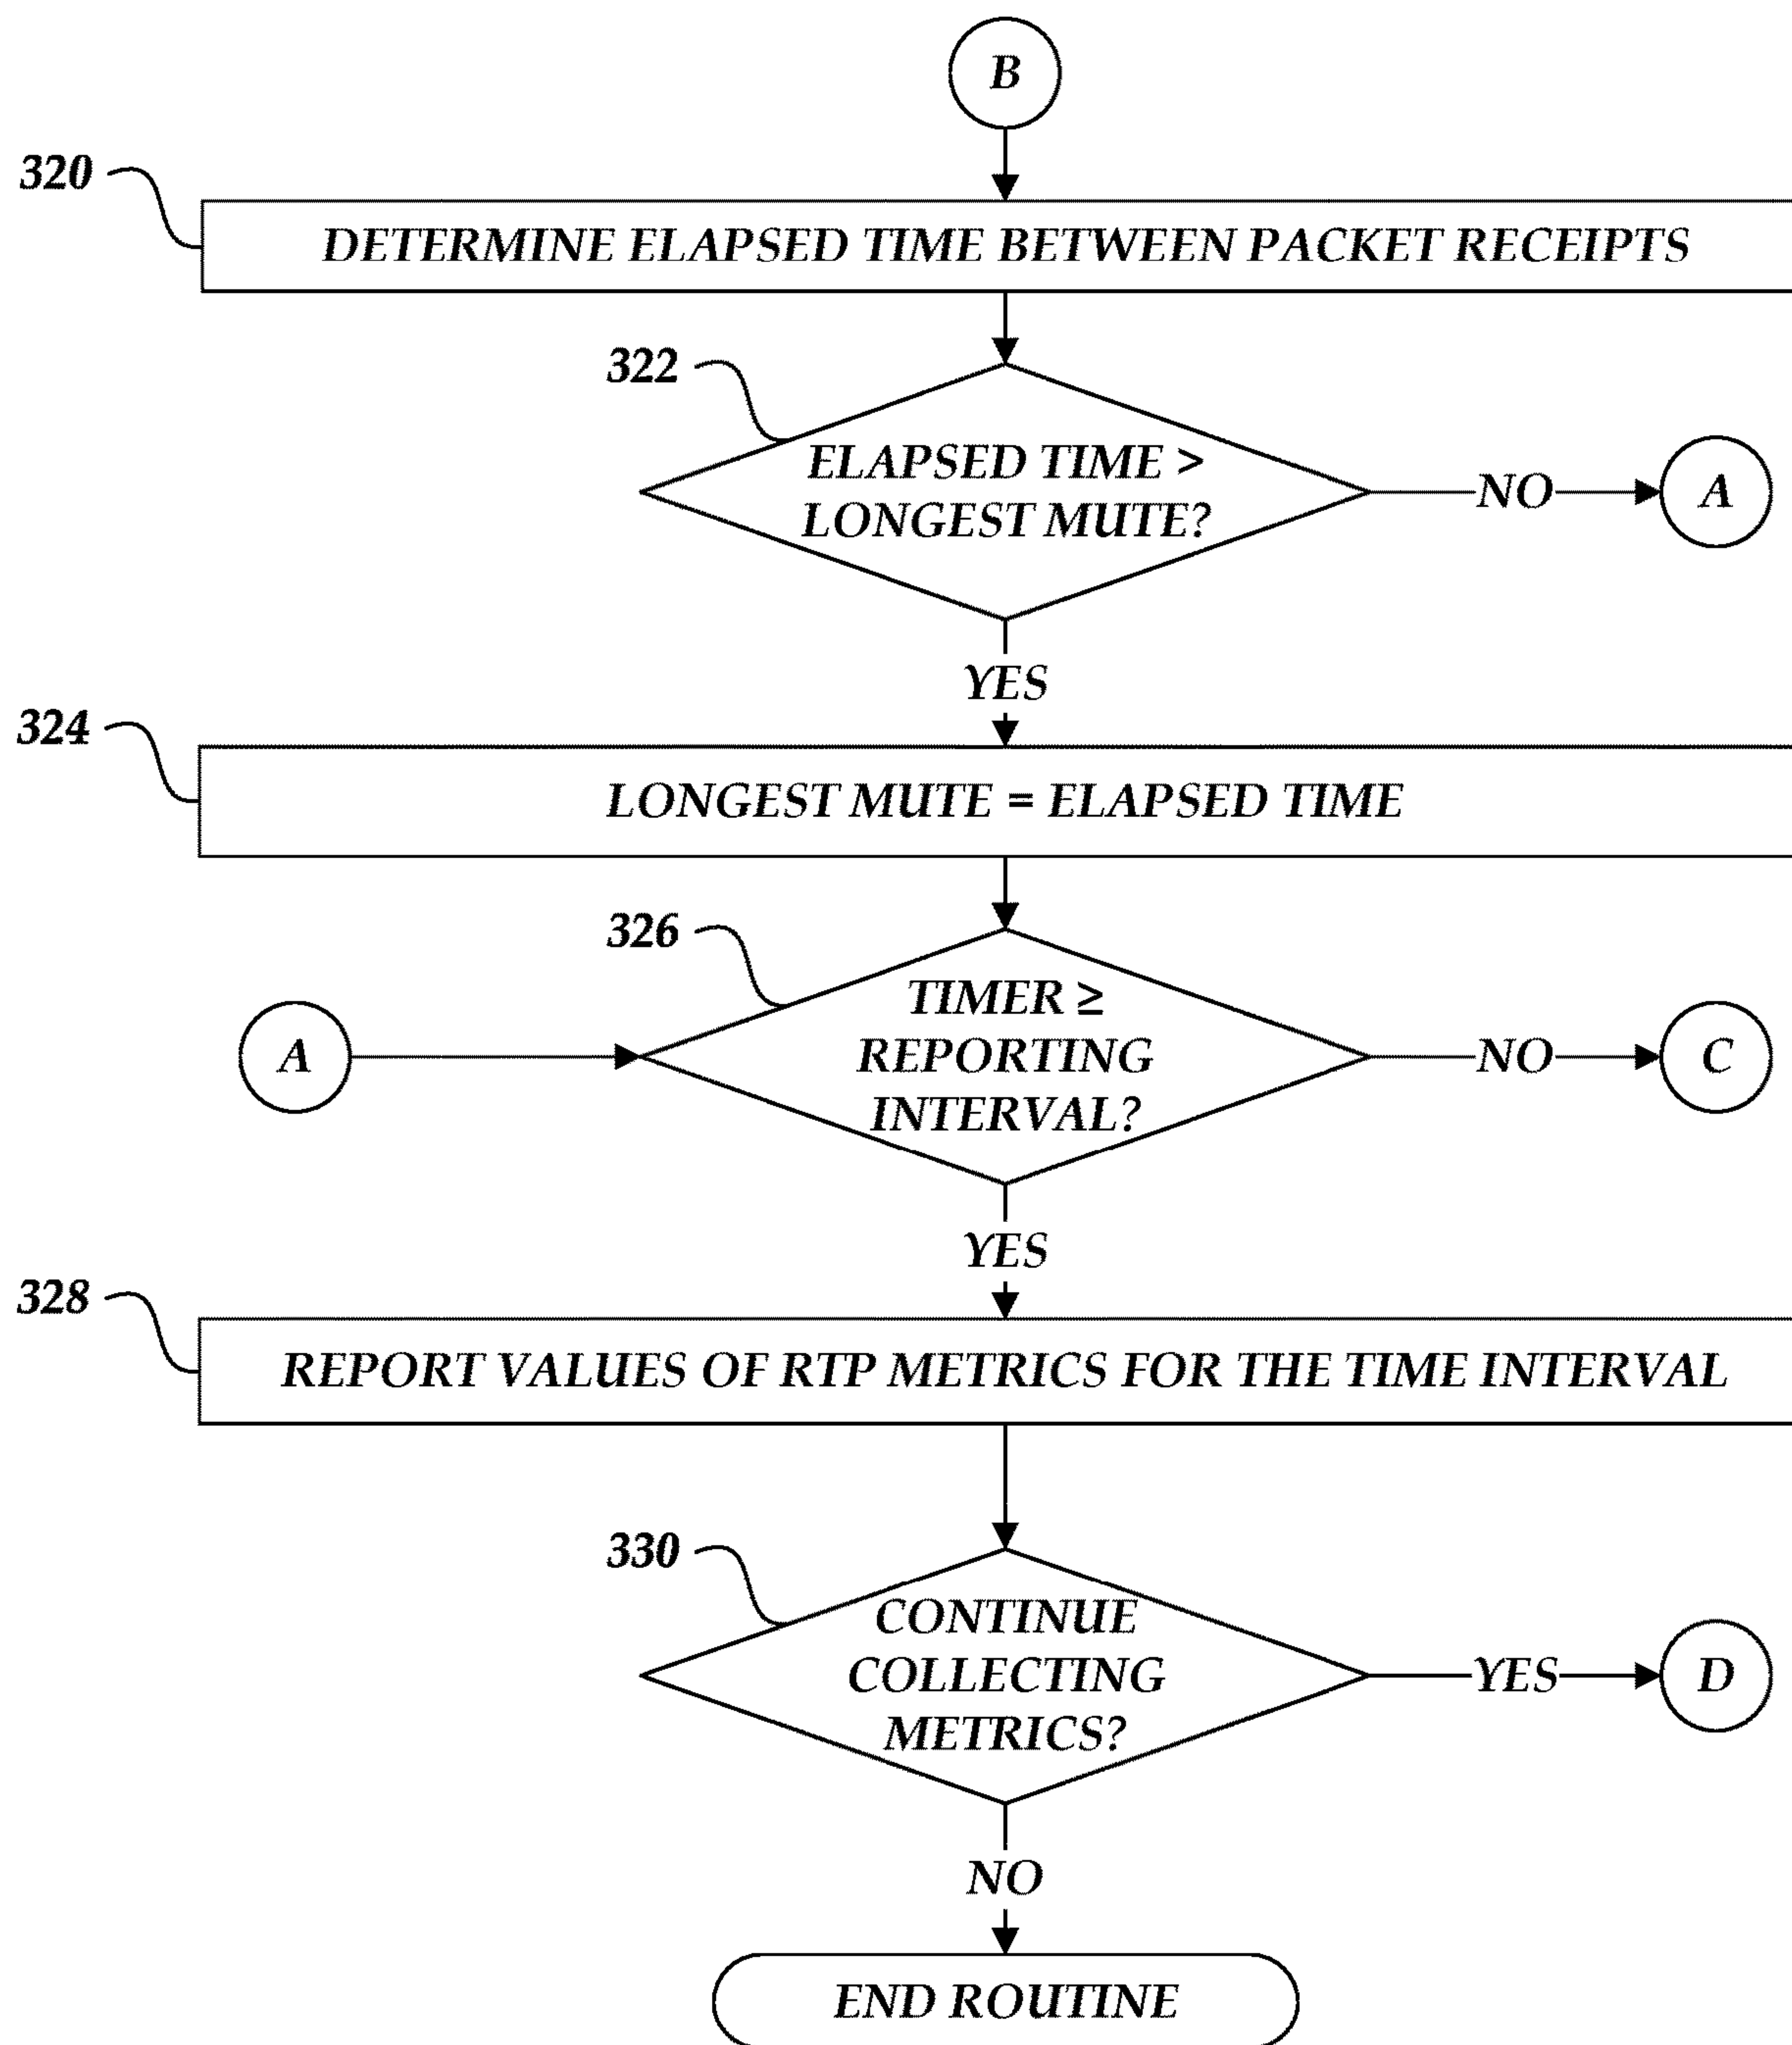 B
320
DETERMINE ELAPSED TIME BETWEEN PACKET RECEIPTS
322
ELAPSED TIME >
LONGEST MUTE?
NO
A
YES
324
LONGEST MUTE = ELAPSED TIME
326
TIMER ≥
REPORTING
INTERVAL?
A
NO
C
YES
328
REPORT VALUES OF RTP METRICS FOR THE TIME INTERVAL
330
CONTINUE
COLLECTING
METRICS?
YES
D
NO
END ROUTINE